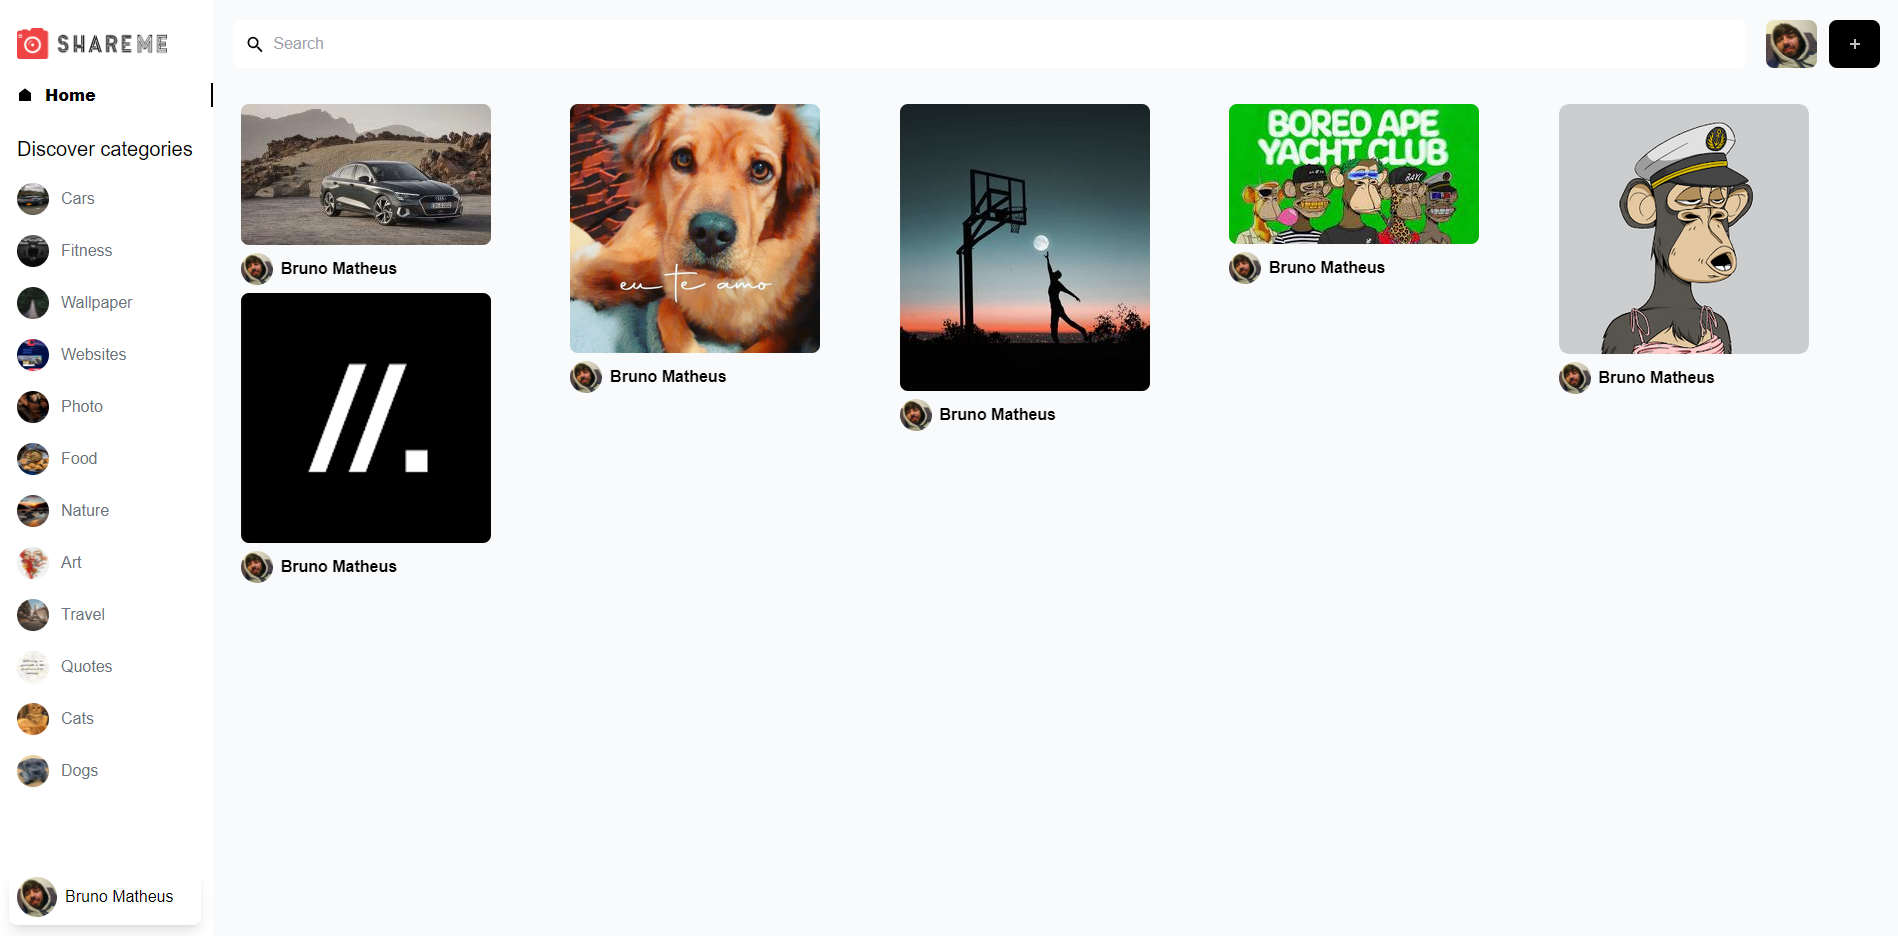 SHAREME
Search
+
Home
Discover categories
Cars
Fitness
Wallpaper
Websites
Photo
Food
Nature
Art
Travel
Quotes
Cats
Dogs
Bruno Matheus
Bruno Matheus
//.
Bruno Matheus
eu te amo
Bruno Matheus
Bruno Matheus
BORED APE
YACHT CLUB
BAYC
Bruno Matheus
Bruno Matheus